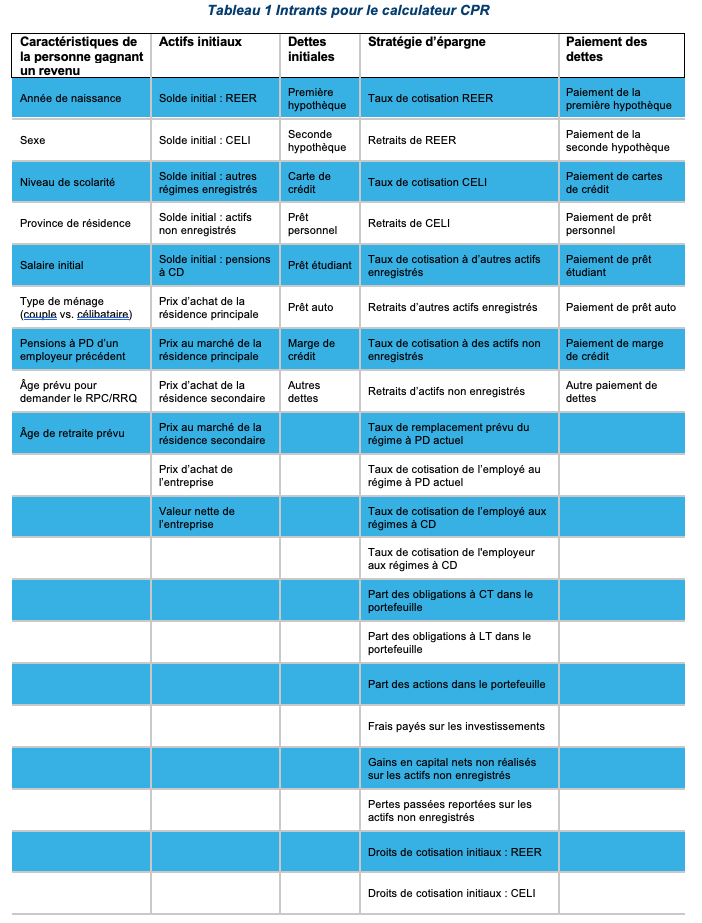 Tableau 1 Intrants pour le calculateur CPR
Caractéristiques de
la personne gagnant
un revenu
Actifs initiaux
Dettes
initiales
Stratégie d'épargne
Paiement des
dettes
Année de naissance
Solde initial : REER
Première
hypothèque
Taux de cotisation REER
Paiement de la
première hypothèque
Sexe
Solde initial : CELI
Seconde
hypothèque
Retraits de REER
Paiement de la
seconde hypothèque
Niveau de scolarité
Solde initial : autres
régimes enregistrés
Carte de
crédit
Taux de cotisation CELI
Paiement de cartes
de crédit
Province de résidence
Solde initial : actifs
non enregistrés
Prêt
personnel
Retraits de CELI
Paiement de prêt
personnel
Salaire initial
Solde initial : pensions
à CD
Prêt étudiant
Taux de cotisation à d'autres actifs
enregistrés
Paiement de prêt
étudiant
Type de ménage
(couple vs. célibataire)
Prix d'achat de la
résidence principale
Prêt auto
Retraits d'autres actifs enregistrés
Paiement de prêt auto
Pensions à PD d'un
employeur précédent
Prix au marché de la
résidence principale
Marge de
crédit
Taux de cotisation à des actifs non
enregistrés
Paiement de marge
de crédit
Âge prévu pour
demander le RPC/RRQ
Prix d'achat de la
résidence secondaire
Autres
dettes
Retraits d'actifs non enregistrés
Autre paiement de
dettes
Âge de retraite prévu
Prix au marché de la
résidence secondaire
Taux de remplacement prévu du
régime à PD actuel
Prix d'achat de
l'entreprise
Taux de cotisation de l'employé au
régime à PD actuel
Valeur nette de
l'entreprise
Taux de cotisation de l'employé aux
régimes à CD
Taux de cotisation de l'employeur
aux régimes à CD
Part des obligations à CT dans le
portefeuille
Part des obligations à LT dans le
portefeuille
Part des actions dans le portefeuille
Frais payés sur les investissements
Gains en capital nets non réalisés
sur les actifs non enregistrés
Pertes passées reportées sur les
actifs non enregistrés
Droits de cotisation initiaux : REER
Droits de cotisation initiaux : CELI